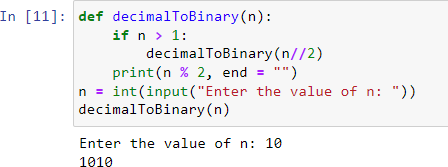 In [11]: def decimalToBinary(n):
    if n > 1:
        decimalToBinary(n//2)
    print(n % 2, end = "")
n = int(input("Enter the value of n: "))
decimalToBinary(n)
Enter the value of n: 10
1010